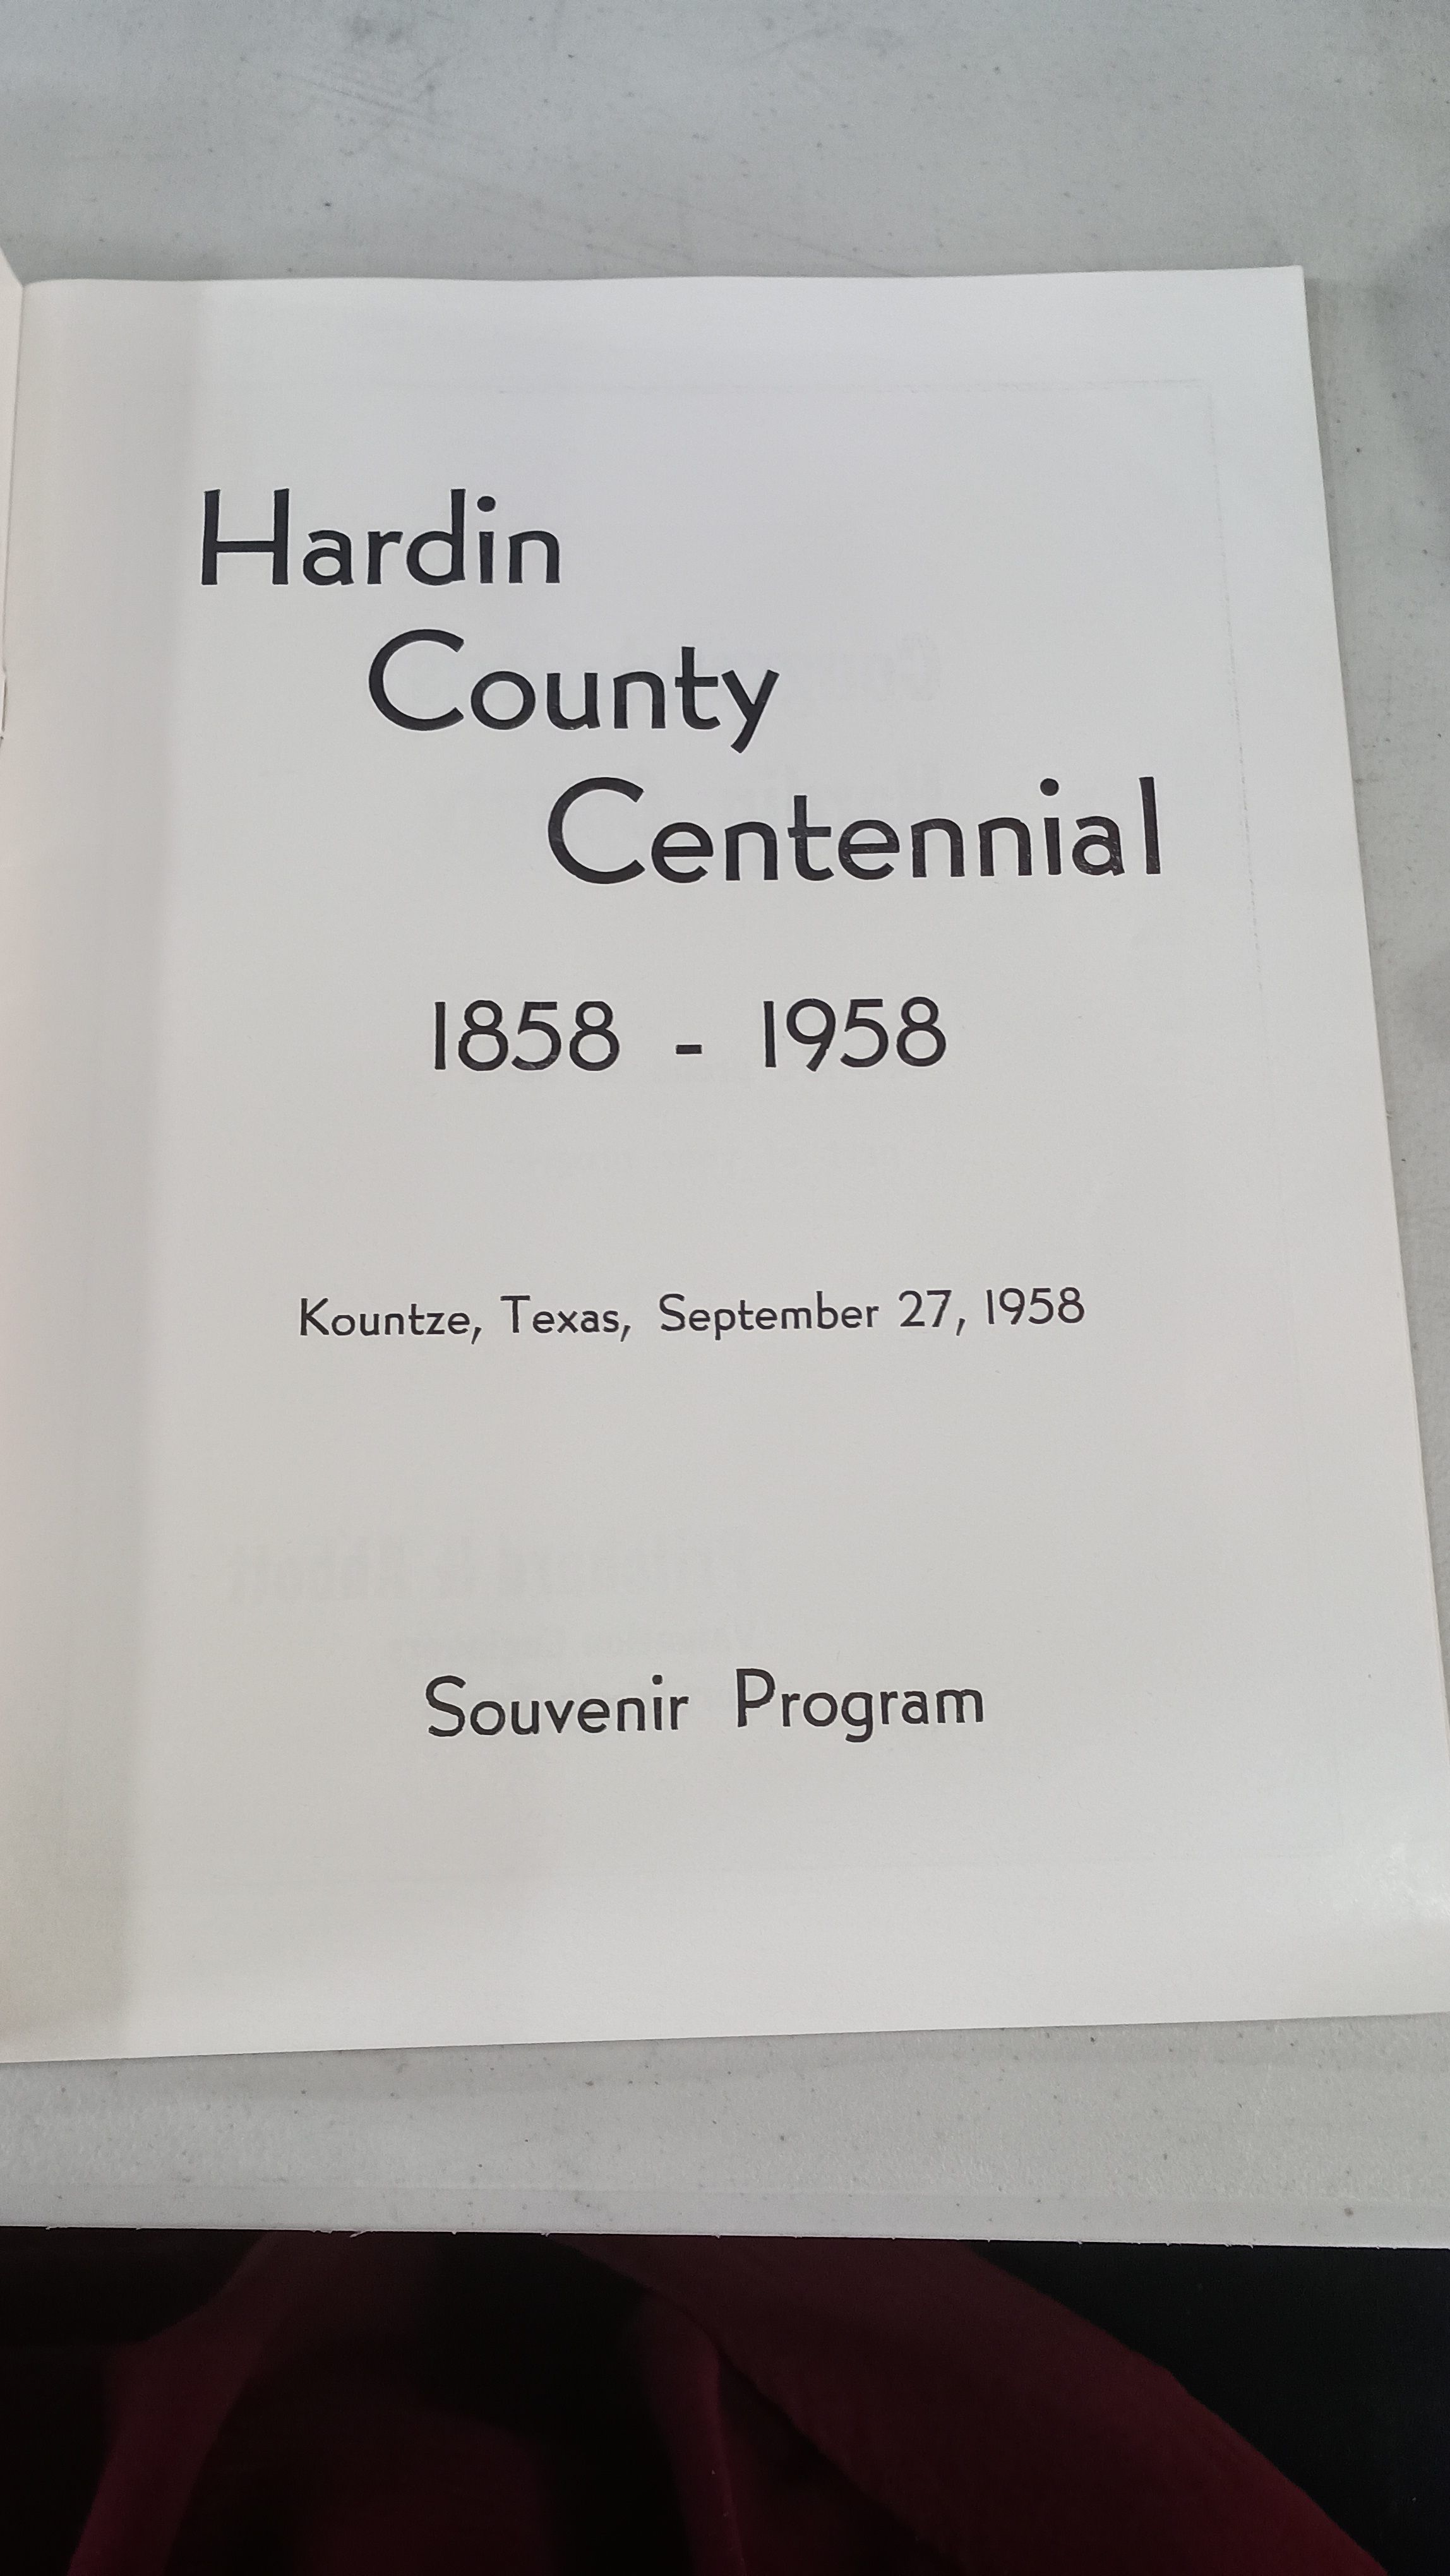 Hardin
County
Centennial
1858 - 1958
Kountze, Texas, September 27, 1958
Souvenir Program